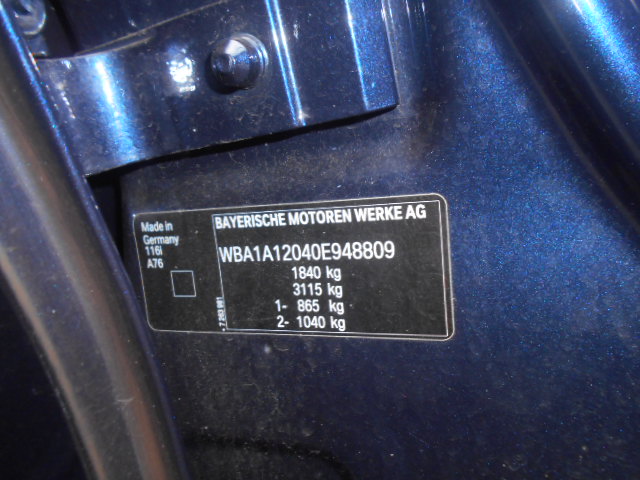 Made in
Germany
116i
A76
BAYERISCHE MOTOREN WERKE AG
WBA1A12040E948809
1840 kg
3115 kg
1- 865 kg
2- 1040 kg